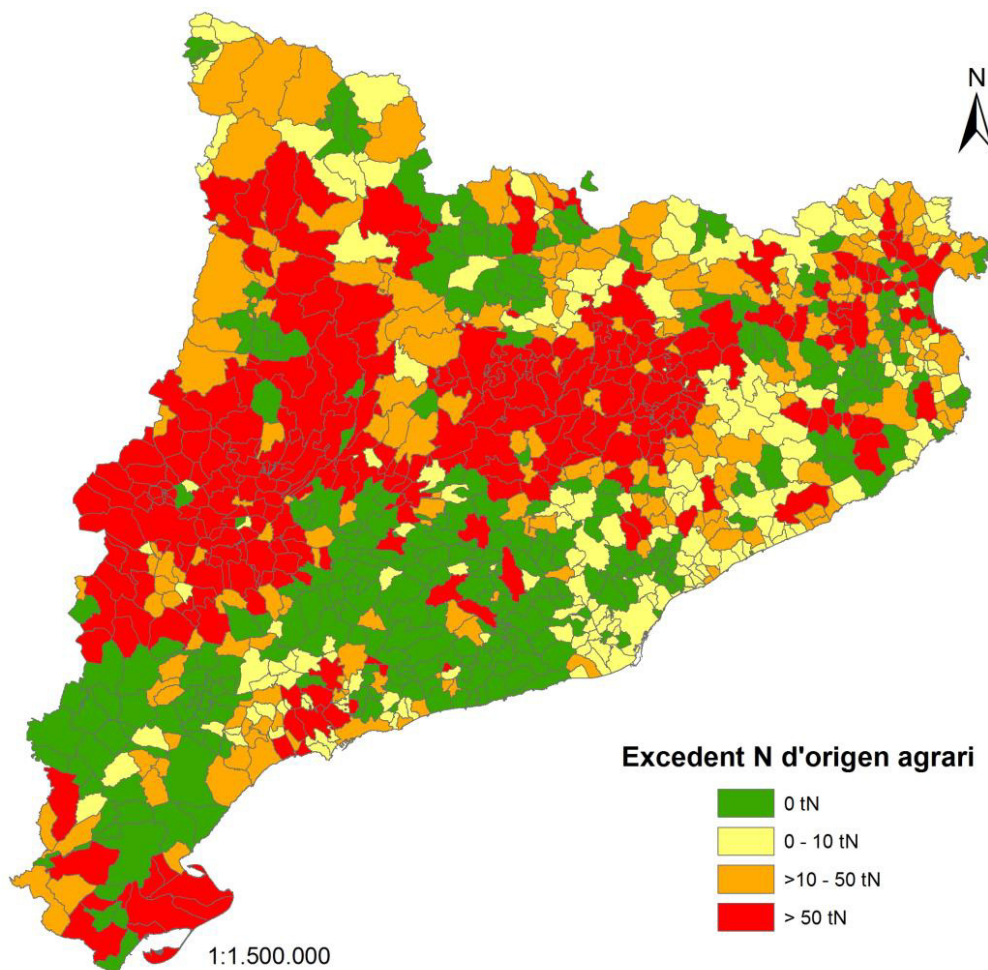 N
Excedent N d'origen agrari
0 tN
0 - 10 tN
>10 - 50 tN
> 50 tN
1:1.500.000